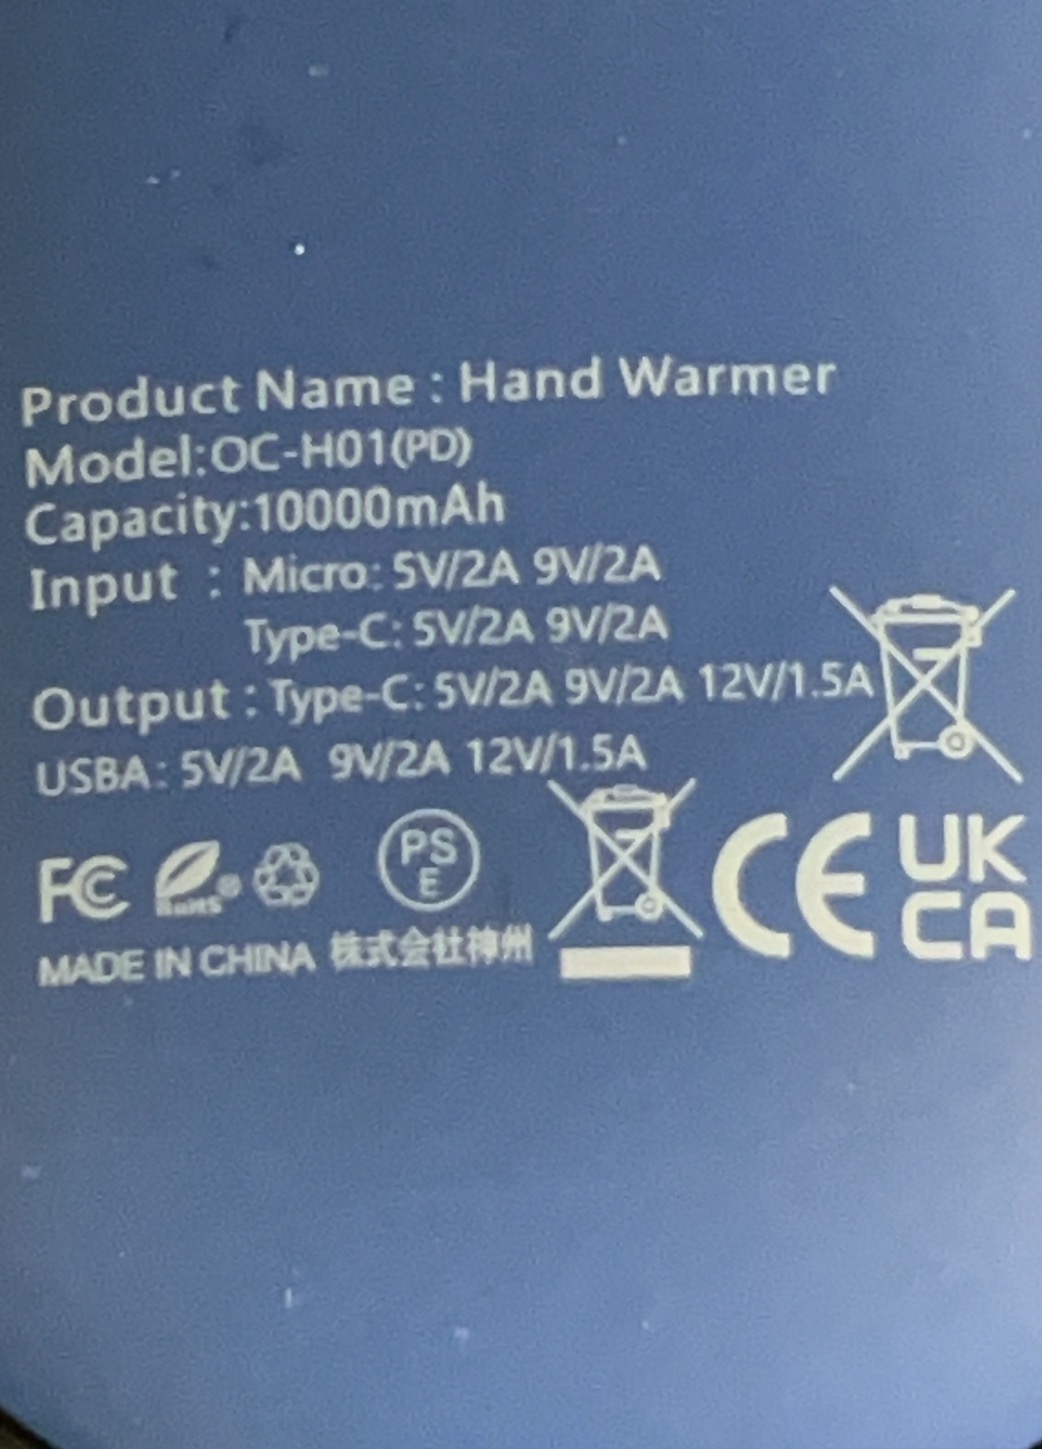 Product Name : Hand Warmer
Model:OC-H01(PD)
Capacity:10000mAh
Input : Micro: 5V/2A 9V/2A
Type-C: 5V/2A 9V/2A
Output : Type-C: 5V/2A 9V/2A 12V/1.5A
USBA: 5V/2A 9V/2A 12V/1.5A
FC RoHS PS E CE UK CA
MADE IN CHINA 株式会社神州